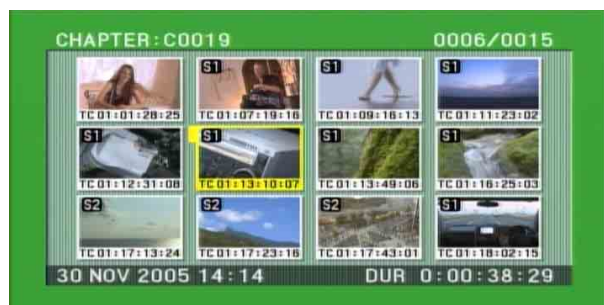 CHAPTER:C0019 0006/0015
S1 S1 S1 S1
TC 01:01:28:25 TC 01:07:19:16 TC 01:09:16:13 TC 01:11:23:02
S1 S1 S1 S1
TC 01:12:31:08 TC 01:13:10:07 TC 01:13:49:06 TC 01:16:25:03
S2 S2 S2 S1
TC 01:17:13:24 TC 01:17:23:16 TC 01:17:43:01 TC 01:18:02:15
30 NOV 2005 14:14 DUR 0:00:38:29